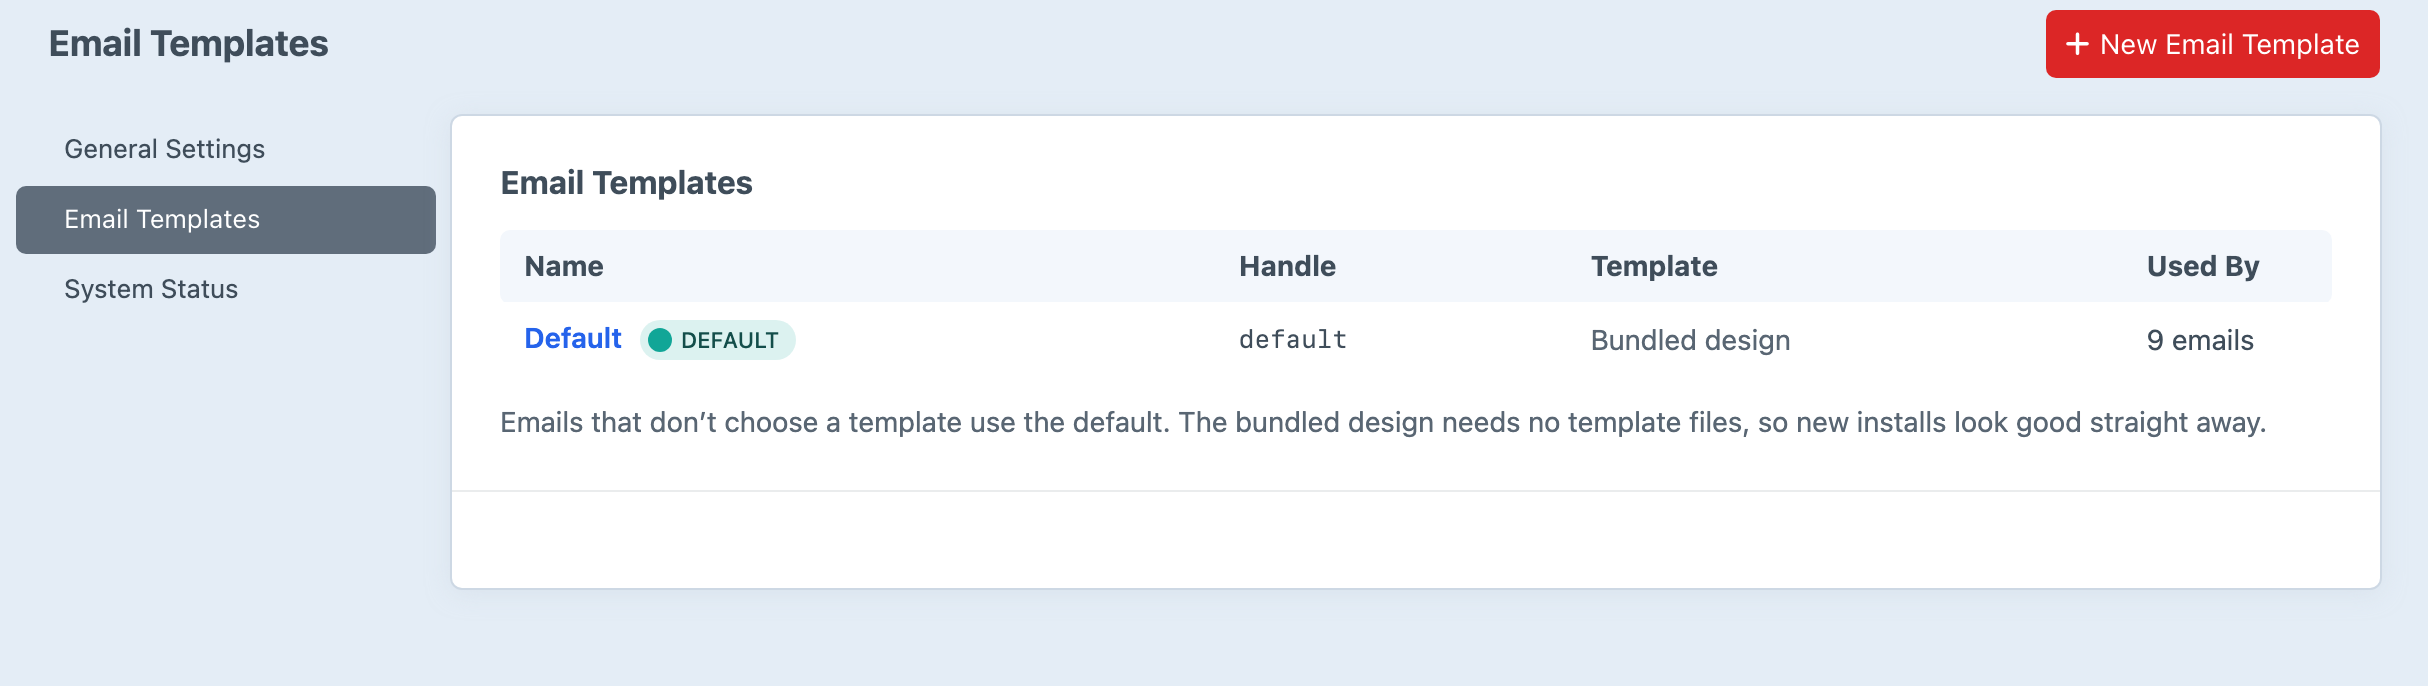 Email Templates
+ New Email Template
General Settings
Email Templates
System Status
Email Templates
Name Handle Template Used By
Default DEFAULT default Bundled design 9 emails
Emails that don’t choose a template use the default. The bundled design needs no template files, so new installs look good straight away.